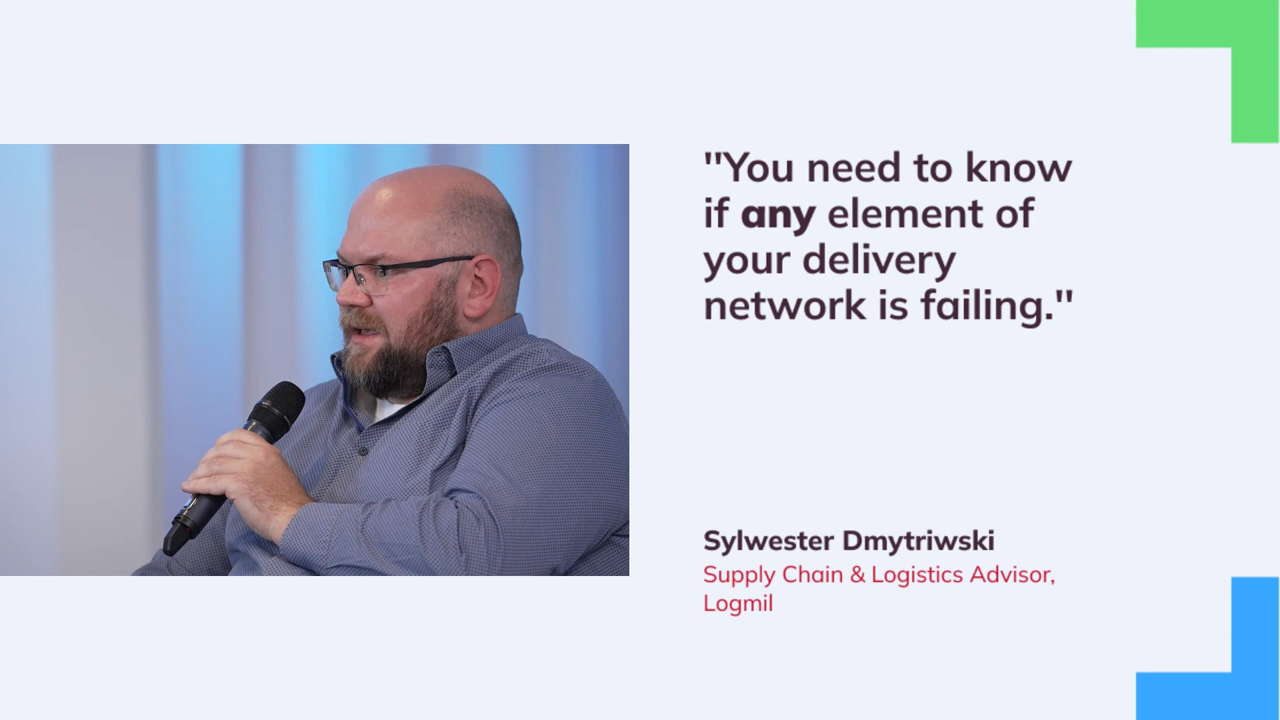 "You need to know
if any element of
your delivery
network is failing."
Sylwester Dmytriwski
Supply Chain & Logistics Advisor,
Logmil